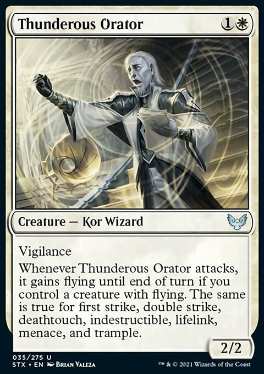 Thunderous Orator 1
Creature — Kor Wizard
Vigilance
Whenever Thunderous Orator attacks,
it gains flying until end of turn if you
control a creature with flying. The same
is true for first strike, double strike,
deathtouch, indestructible, lifelink,
menace, and trample.
2/2
035/275 U
STX • EN Brian Valeza
™ & © 2021 Wizards of the Coast